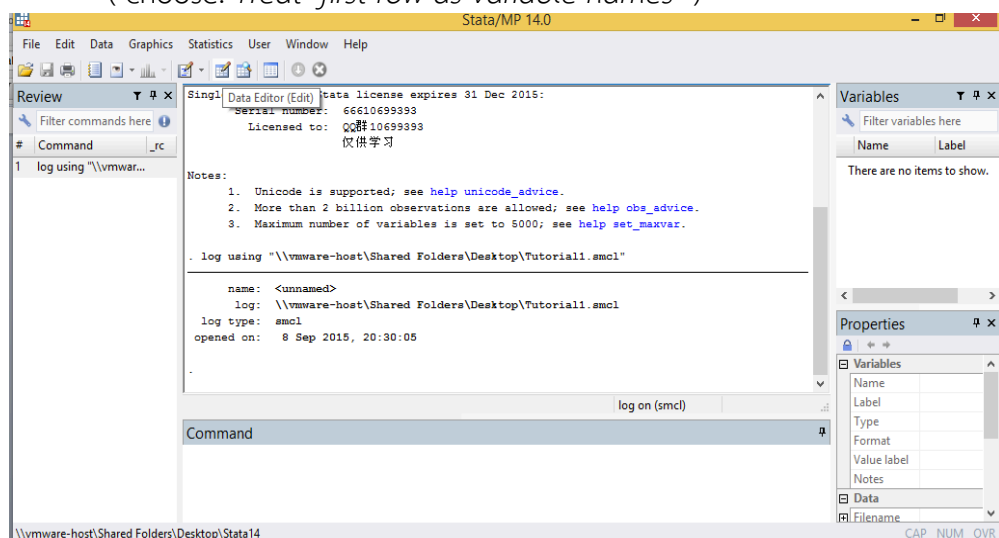 (“choose: Treat first row as variable names”)
Stata/MP 14.0
File Edit Data Graphics Statistics User Window Help
Review
Filter commands here
# Command _rc
1 log using "\\vmwar...
Data Editor (Edit)
Singl tata license expires 31 Dec 2015:
Serial number: 66610699393
Licensed to: QQ群10699393
仅供学习
Notes:
1. Unicode is supported; see help unicode_advice.
2. More than 2 billion observations are allowed; see help obs_advice.
3. Maximum number of variables is set to 5000; see help set_maxvar.
. log using "\\vmware-host\Shared Folders\Desktop\Tutorial1.smcl"
name: <unnamed>
log: \\vmware-host\Shared Folders\Desktop\Tutorial1.smcl
log type: smcl
opened on: 8 Sep 2015, 20:30:05
.
log on (smcl)
Command
Variables
Filter variables here
Name Label
There are no items to show.
Properties
Variables
Name
Label
Type
Format
Value label
Notes
Data
Filename
\\vmware-host\Shared Folders\Desktop\Stata14
CAP NUM OVR